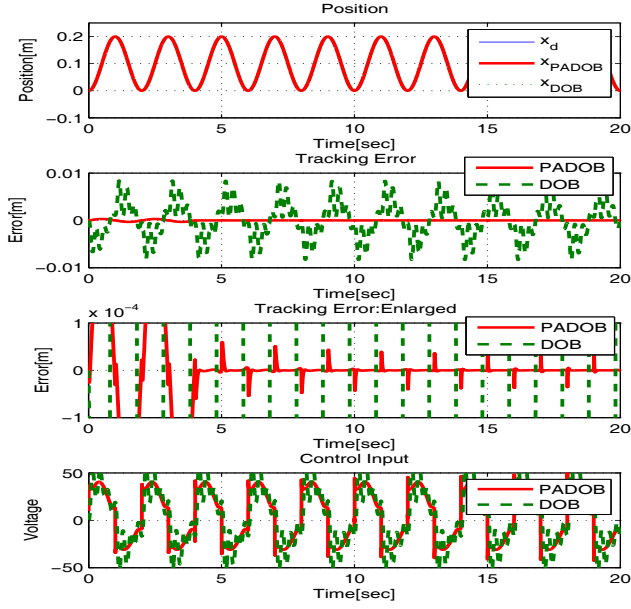 Position
Position[m]
0.2
0.1
0
−0.1
x_d
x_PADOB
x_DOB
0 5 10 15 20
Time[sec]
Tracking Error
Error[m]
0.01
0
−0.01
PADOB
DOB
0 5 10 15 20
Time[sec]
Tracking Error:Enlarged
x 10^−4
Error[m]
1
0
−1
PADOB
DOB
0 5 10 15 20
Time[sec]
Control Input
Voltage
50
0
−50
PADOB
DOB
0 5 10 15 20
Time[sec]